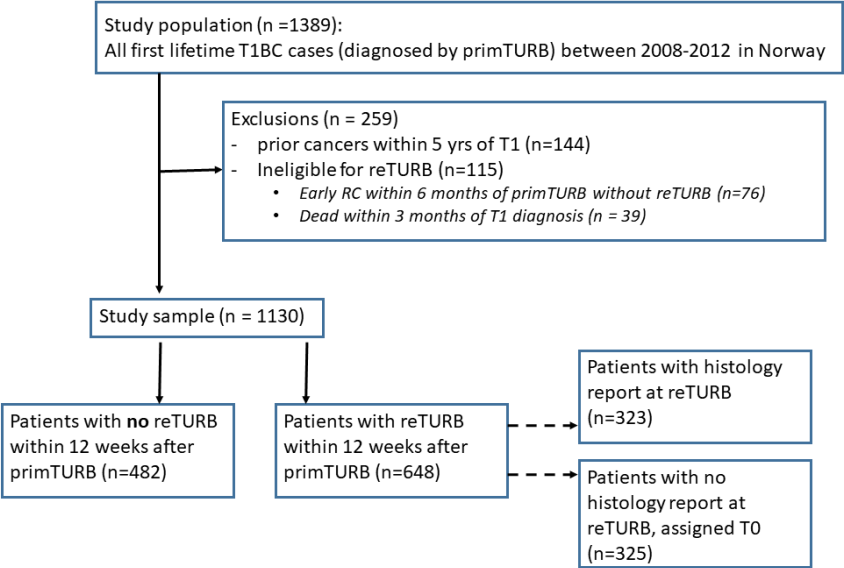 Study population (n =1389):
All first lifetime T1BC cases (diagnosed by primTURB) between 2008-2012 in Norway
Exclusions (n = 259)
- prior cancers within 5 yrs of T1 (n=144)
- Ineligible for reTURB (n=115)
• Early RC within 6 months of primTURB without reTURB (n=76)
• Dead within 3 months of T1 diagnosis (n = 39)
Study sample (n = 1130)
Patients with no reTURB
within 12 weeks after
primTURB (n=482)
Patients with reTURB
within 12 weeks after
primTURB (n=648)
Patients with histology
report at reTURB
(n=323)
Patients with no
histology report at
reTURB, assigned T0
(n=325)